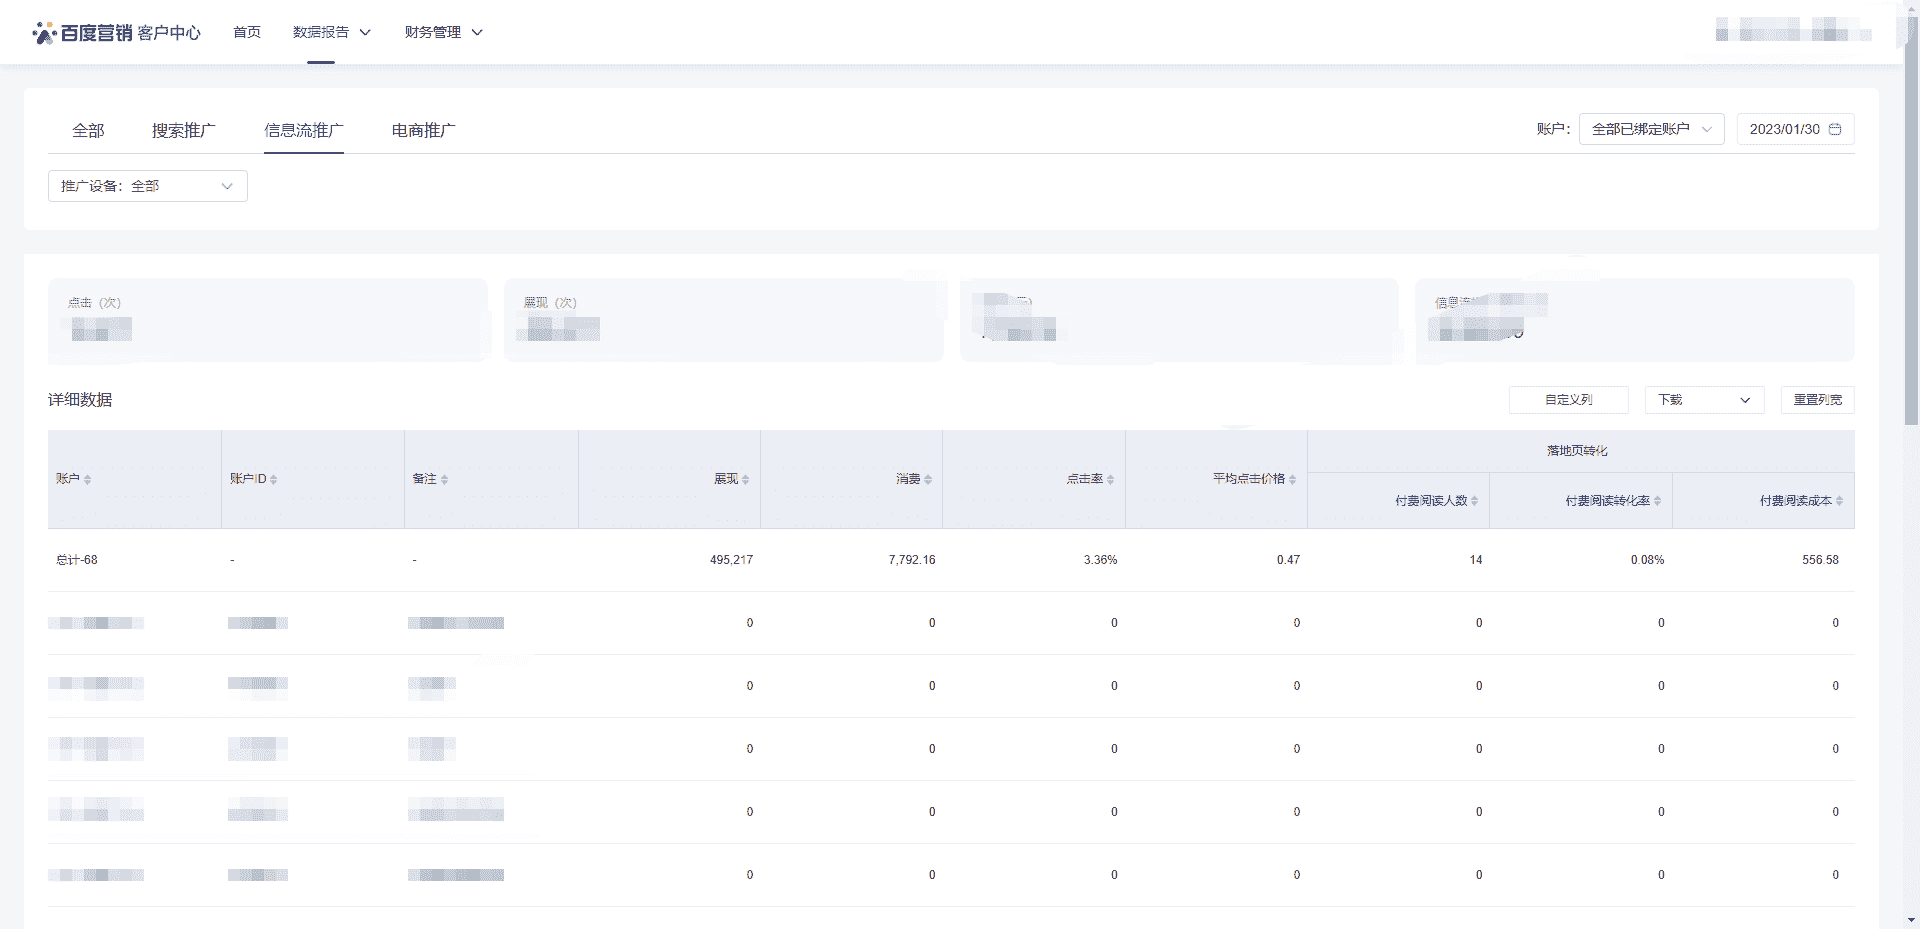 百度营销 客户中心 首页 数据报告 财务管理
全部 搜索推广 信息流推广 电商推广 账户： 全部已绑定账户 2023/01/30
推广设备：全部
点击（次） 展现（次） 信息流
详细数据 自定义列 下载 重置列宽
落地页转化
账户 账户ID 备注 展现 消费 点击率 平均点击价格
付费阅读人数 付费阅读转化率 付费阅读成本
总计-68 - - 495,217 7,792.16 3.36% 0.47 14 0.08% 556.58
0 0 0 0 0 0 0
0 0 0 0 0 0 0
0 0 0 0 0 0 0
0 0 0 0 0 0 0
0 0 0 0 0 0 0